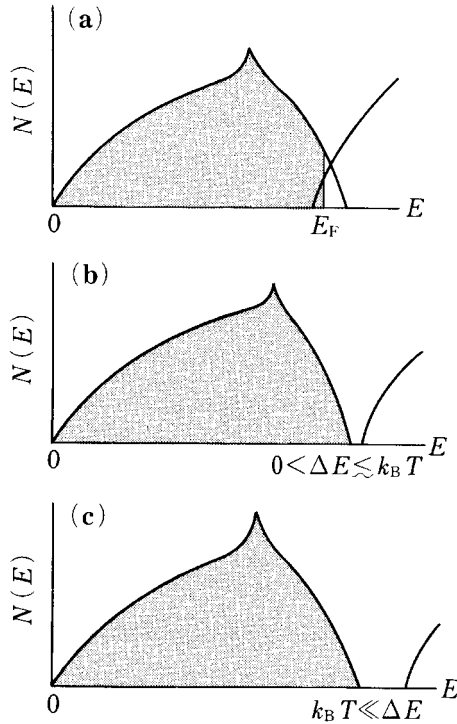 (a)
N(E)
0
E_F
E
(b)
N(E)
0
E
0 < ΔE ≲ k_B T
(c)
N(E)
0
E
k_B T ≪ ΔE